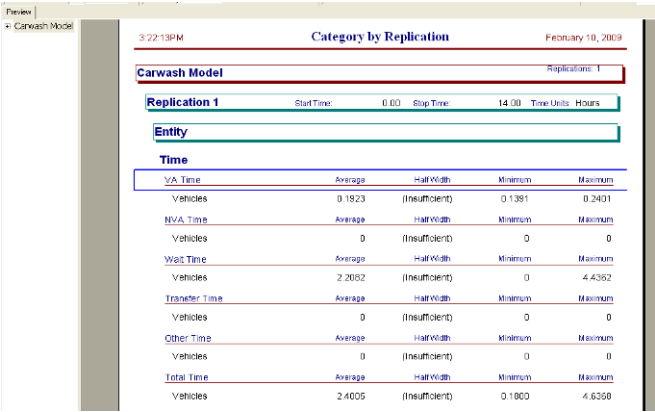 Preview
Carwash Model
3:22:13PM Category by Replication February 10, 2009
Carwash Model Replications: 1
Replication 1 Start Time: 0.00 Stop Time: 14.00 Time Units Hours
Entity
Time
VA Time Average Half Width Minimum Maximum
Vehicles 0.1923 (Insufficient) 0.1391 0.2401
NVA Time Average Half Width Minimum Maximum
Vehicles 0 (Insufficient) 0 0
Wait Time Average Half Width Minimum Maximum
Vehicles 2.2082 (Insufficient) 0 4.4362
Transfer Time Average Half Width Minimum Maximum
Vehicles 0 (Insufficient) 0 0
Other Time Average Half Width Minimum Maximum
Vehicles 0 (Insufficient) 0 0
Total Time Average Half Width Minimum Maximum
Vehicles 2.4005 (Insufficient) 0.1800 4.6368